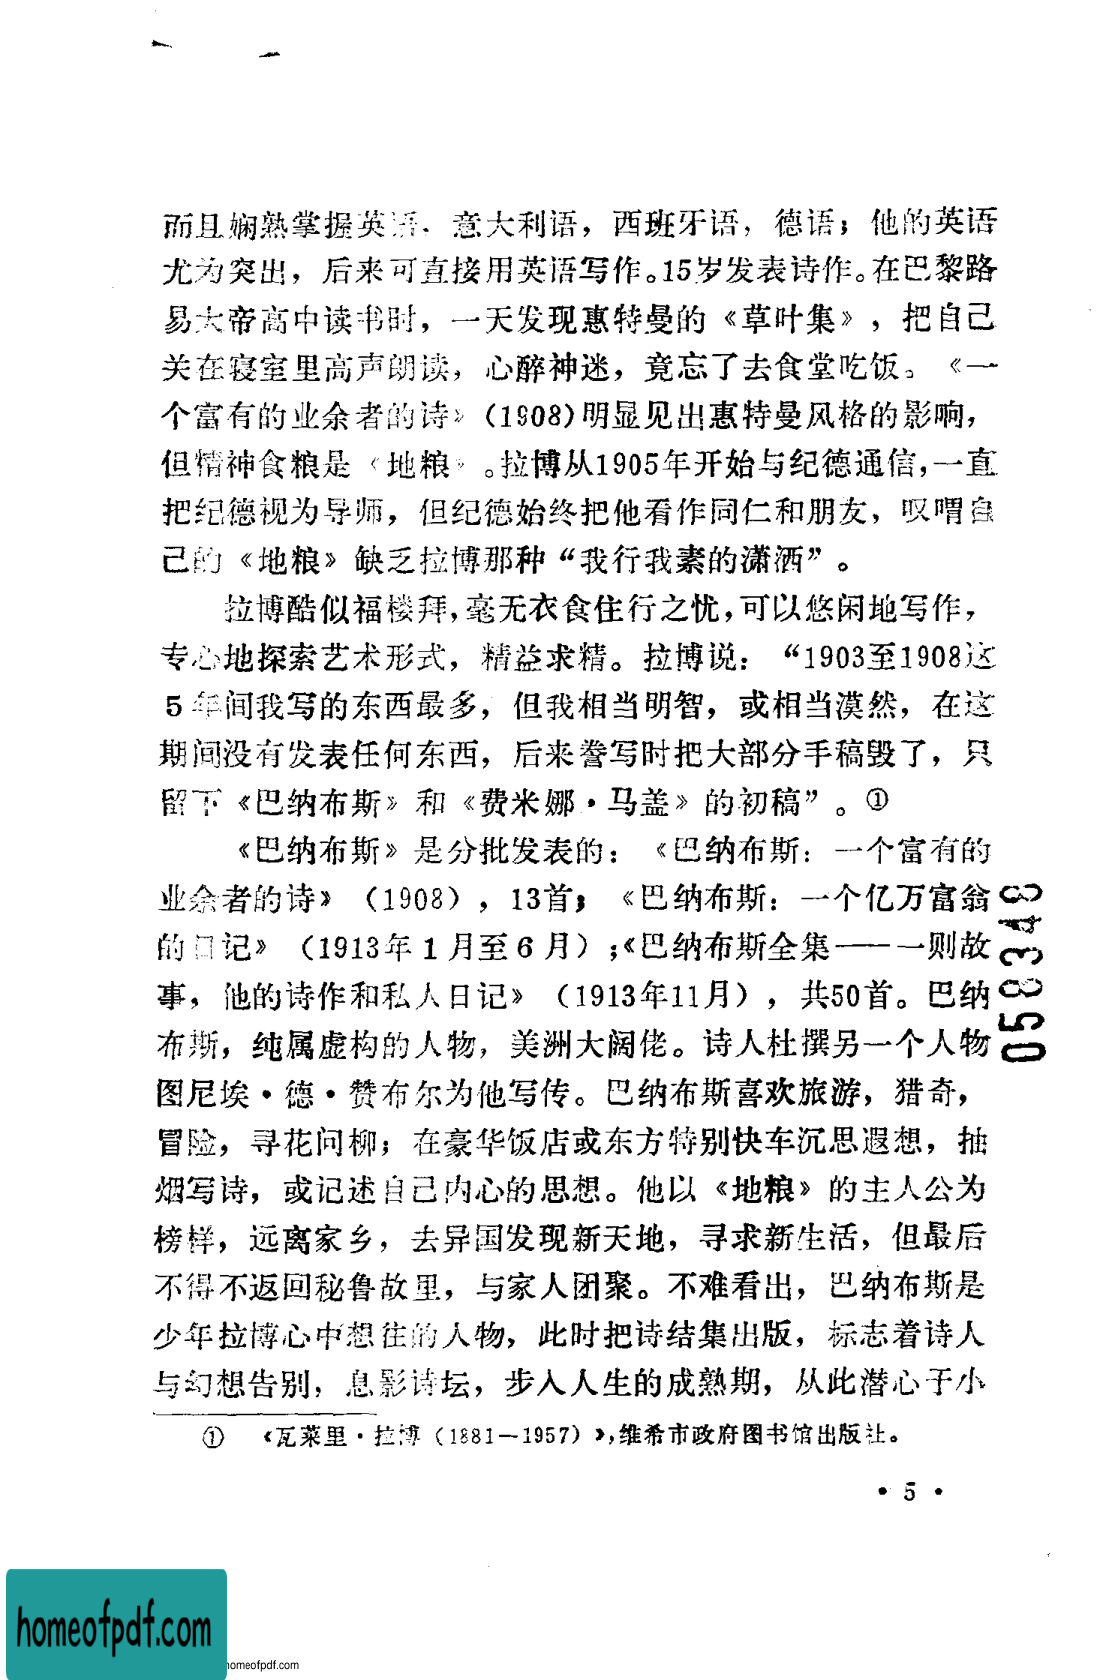 而且娴熟掌握英语、意大利语，西班牙语，德语；他的英语
尤为突出，后来可直接用英语写作。15岁发表诗作。在巴黎路
易大帝高中读书时，一天发现惠特曼的《草叶集》，把自己
关在寝室里高声朗读，心醉神迷，竟忘了去食堂吃饭。《一
个富有的业余者的诗》(1908)明显见出惠特曼风格的影响，
但精神食粮是《地粮》。拉博从1905年开始与纪德通信，一直
把纪德视为导师，但纪德始终把他看作同仁和朋友，叹喟自
己的《地粮》缺乏拉博那种“我行我素的潇洒”。
拉博酷似福楼拜，毫无衣食住行之忧，可以悠闲地写作，
专心地探索艺术形式，精益求精。拉博说：“1903至1908这
5年间我写的东西最多，但我相当明智，或相当漠然，在这
期间没有发表任何东西，后来誊写时把大部分手稿毁了，只
留下《巴纳布斯》和《费米娜·马盖》的初稿”。①
《巴纳布斯》是分批发表的：《巴纳布斯：一个富有的
业余者的诗》（1908），13首；《巴纳布斯：一个亿万富翁
的日记》（1913年1月至6月）；《巴纳布斯全集——一则故
事，他的诗作和私人日记》（1913年11月），共50首。巴纳
布斯，纯属虚构的人物，美洲大阔佬。诗人杜撰另一个人物
图尼埃·德·赞布尔为他写传。巴纳布斯喜欢旅游，猎奇，
冒险，寻花问柳；在豪华饭店或东方特别快车沉思遐想，抽
烟写诗，或记述自己内心的思想。他以《地粮》的主人公为
榜样，远离家乡，去异国发现新天地，寻求新生活，但最后
不得不返回秘鲁故里，与家人团聚。不难看出，巴纳布斯是
少年拉博心中想往的人物，此时把诗结集出版，标志着诗人
与幻想告别，息影诗坛，步入人生的成熟期，从此潜心于小
① 《瓦莱里·拉博（1881—1957）》，维希市政府图书馆出版社。
• 5 •
0583348
homeofpdf.com
homeofpdf.com